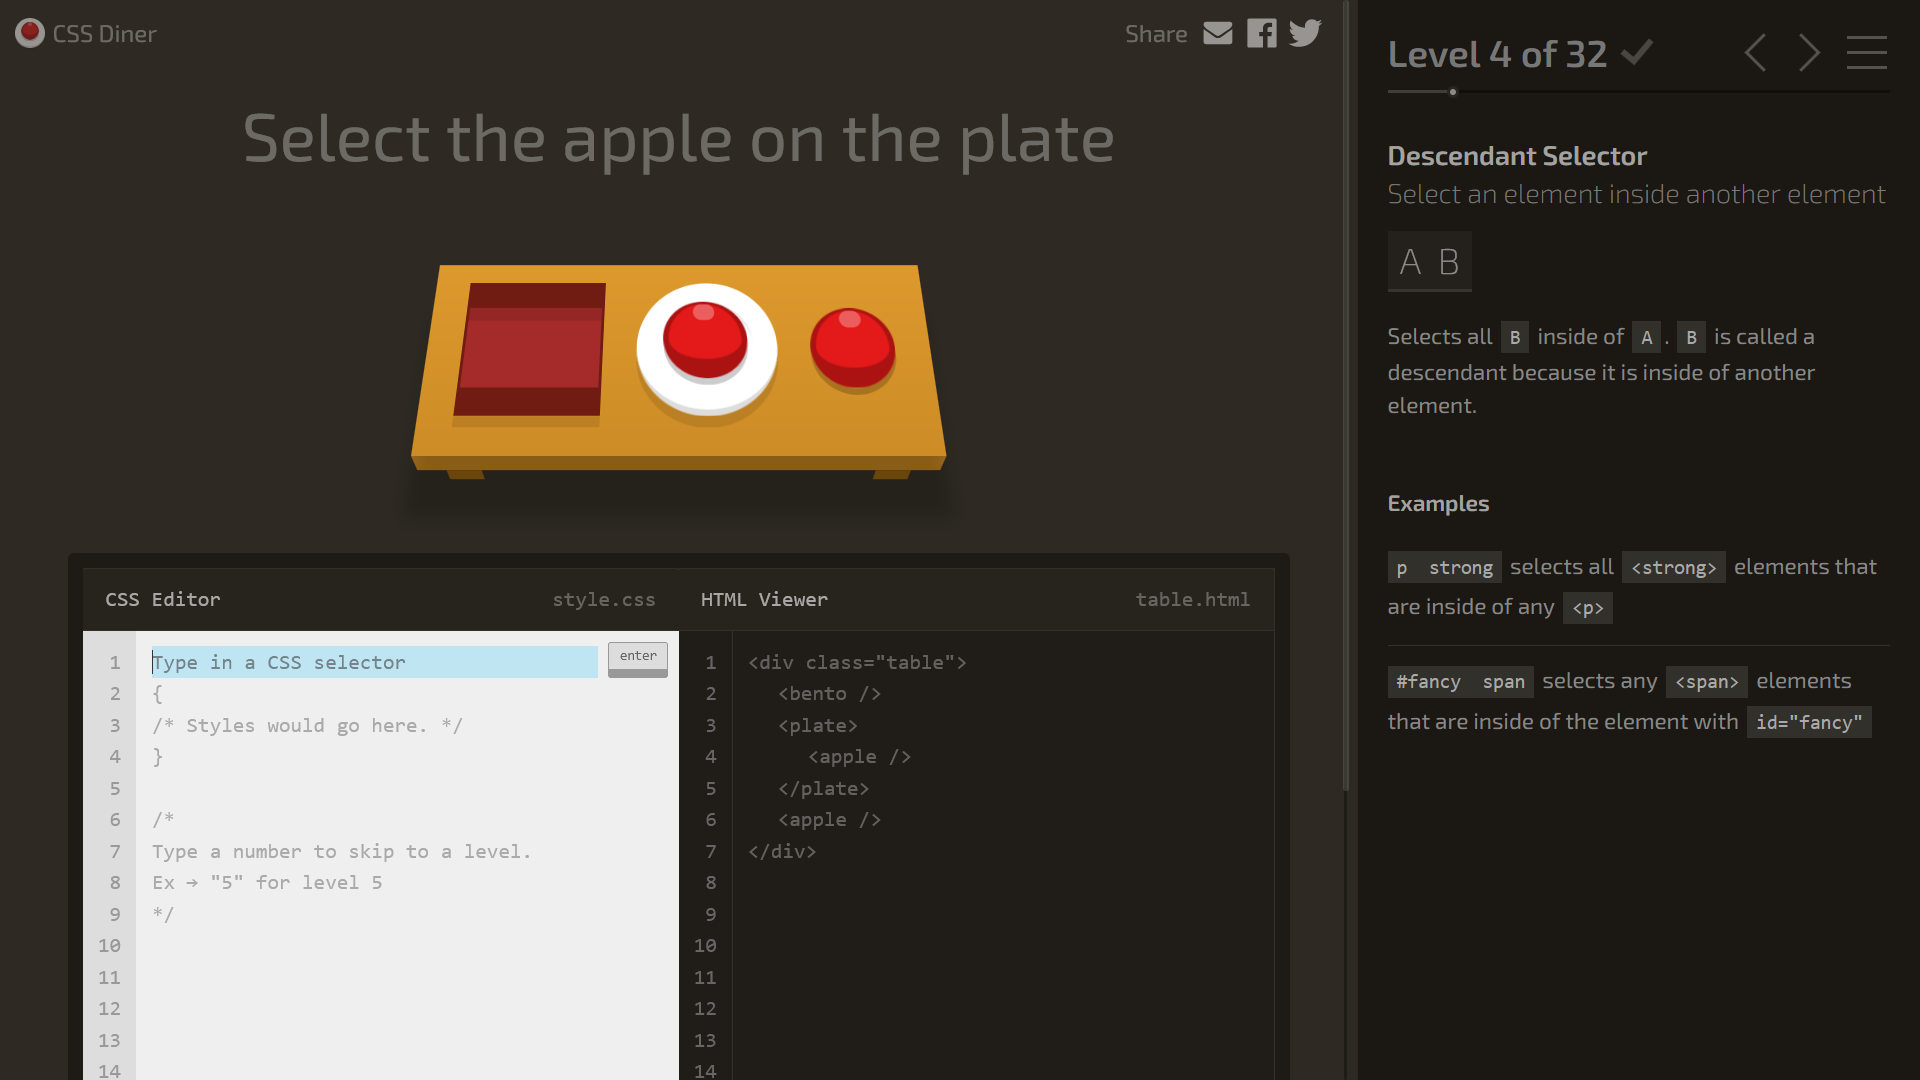 CSS Diner
Share
Select the apple on the plate
CSS Editor
style.css
1 Type in a CSS selector
enter
2 {
3 /* Styles would go here. */
4 }
5
6 /*
7 Type a number to skip to a level.
8 Ex → "5" for level 5
9 */
10
11
12
13
14
HTML Viewer
table.html
1 <div class="table">
2 <bento />
3 <plate>
4 <apple />
5 </plate>
6 <apple />
7 </div>
8
9
10
11
12
13
14
Level 4 of 32
Descendant Selector
Select an element inside another element
A B
Selects all B inside of A . B is called a
descendant because it is inside of another
element.
Examples
p strong selects all <strong> elements that
are inside of any <p>
#fancy span selects any <span> elements
that are inside of the element with id="fancy"